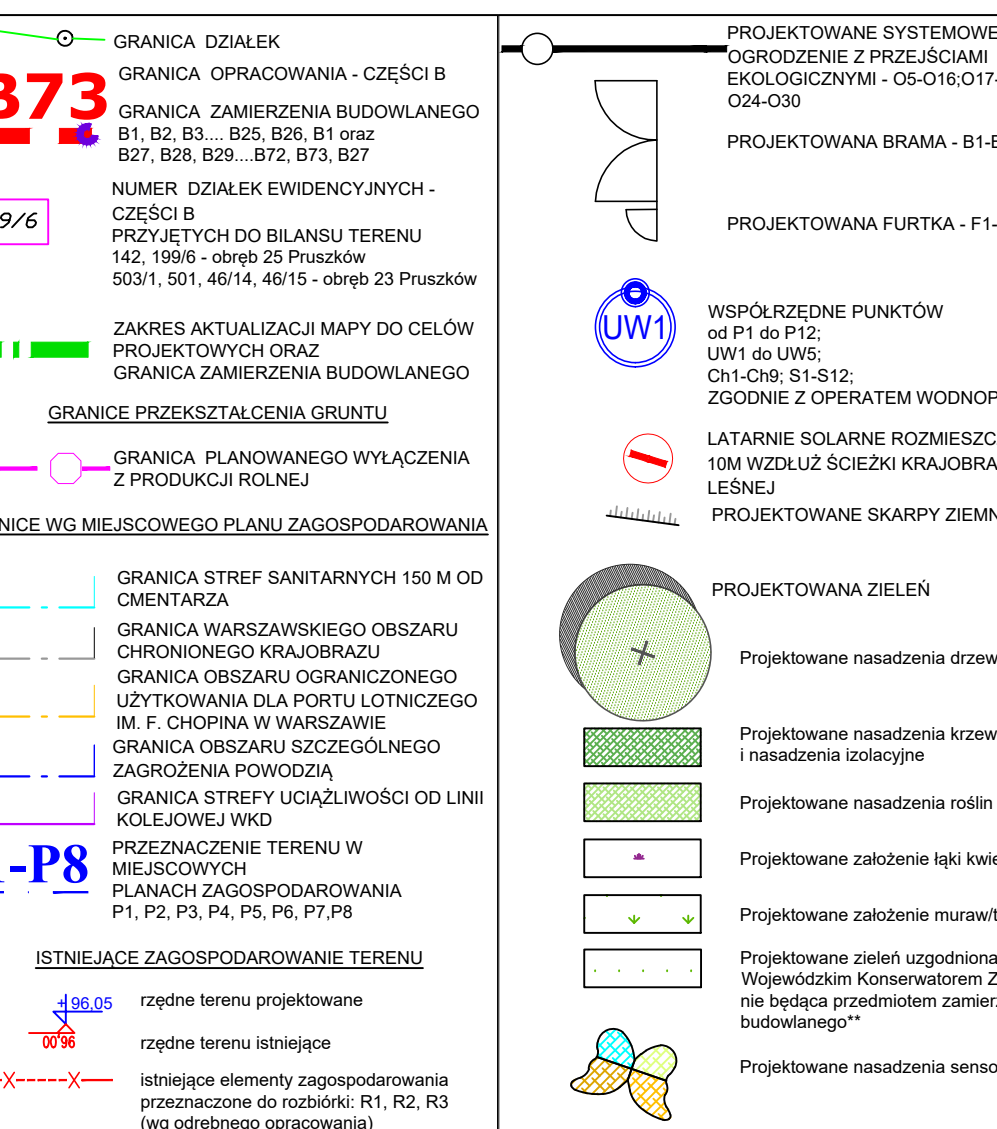 GRANICA DZIAŁEK
B73
GRANICA OPRACOWANIA - CZĘŚCI B
GRANICA ZAMIERZENIA BUDOWLANEGO
B1, B2, B3.... B25, B26, B1 oraz
B27, B28, B29....B72, B73, B27
9/6
NUMER DZIAŁEK EWIDENCYJNYCH -
CZĘŚCI B
PRZYJĘTYCH DO BILANSU TERENU
142, 199/6 - obręb 25 Pruszków
503/1, 501, 46/14, 46/15 - obręb 23 Pruszków
ZAKRES AKTUALIZACJI MAPY DO CELÓW
PROJEKTOWYCH ORAZ
GRANICA ZAMIERZENIA BUDOWLANEGO
GRANICE PRZEKSZTAŁCENIA GRUNTU
GRANICA PLANOWANEGO WYŁĄCZENIA
Z PRODUKCJI ROLNEJ
NICE WG MIEJSCOWEGO PLANU ZAGOSPODAROWANIA
GRANICA STREF SANITARNYCH 150 M OD
CMENTARZA
GRANICA WARSZAWSKIEGO OBSZARU
CHRONIONEGO KRAJOBRAZU
GRANICA OBSZARU OGRANICZONEGO
UŻYTKOWANIA DLA PORTU LOTNICZEGO
IM. F. CHOPINA W WARSZAWIE
GRANICA OBSZARU SZCZEGÓLNEGO
ZAGROŻENIA POWODZIĄ
GRANICA STREFY UCIĄŻLIWOŚCI OD LINII
KOLEJOWEJ WKD
-P8
PRZEZNACZENIE TERENU W
MIEJSCOWYCH
PLANACH ZAGOSPODAROWANIA
P1, P2, P3, P4, P5, P6, P7,P8
ISTNIEJĄCE ZAGOSPODAROWANIE TERENU
96,05
rzędne terenu projektowane
96,00
rzędne terenu istniejące
X X
istniejące elementy zagospodarowania
przeznaczone do rozbiórki: R1, R2, R3
(wg odrębnego opracowania)
PROJEKTOWANE SYSTEMOWE
OGRODZENIE Z PRZEJŚCIAMI
EKOLOGICZNYMI - O5-O16;O17-
O24-O30
PROJEKTOWANA BRAMA - B1-
PROJEKTOWANA FURTKA - F1-
UW1
WSPÓŁRZĘDNE PUNKTÓW
od P1 do P12;
UW1 do UW5;
Ch1-Ch9; S1-S12;
ZGODNIE Z OPERATEM WODNOP
LATARNIE SOLARNE ROZMIESZC
10M WZDŁUŻ ŚCIEŻKI KRAJOBRA
LEŚNEJ
PROJEKTOWANE SKARPY ZIEMN
PROJEKTOWANA ZIELEŃ
Projektowane nasadzenia drzew
Projektowane nasadzenia krzew
i nasadzenia izolacyjne
Projektowane nasadzenia roślin
Projektowane założenie łąki kwie
Projektowane założenie muraw/t
Projektowane zieleń uzgodniona
Wojewódzkim Konserwatorem Z
nie będąca przedmiotem zamierz
budowlanego**
Projektowane nasadzenia senso